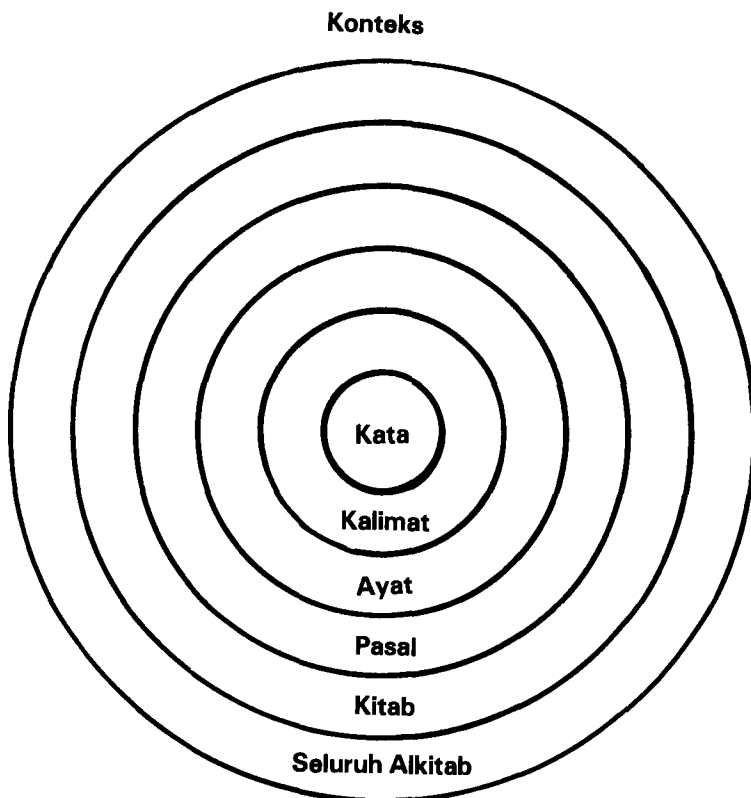 Konteks
Kata
Kalimat
Ayat
Pasal
Kitab
Seluruh Alkitab